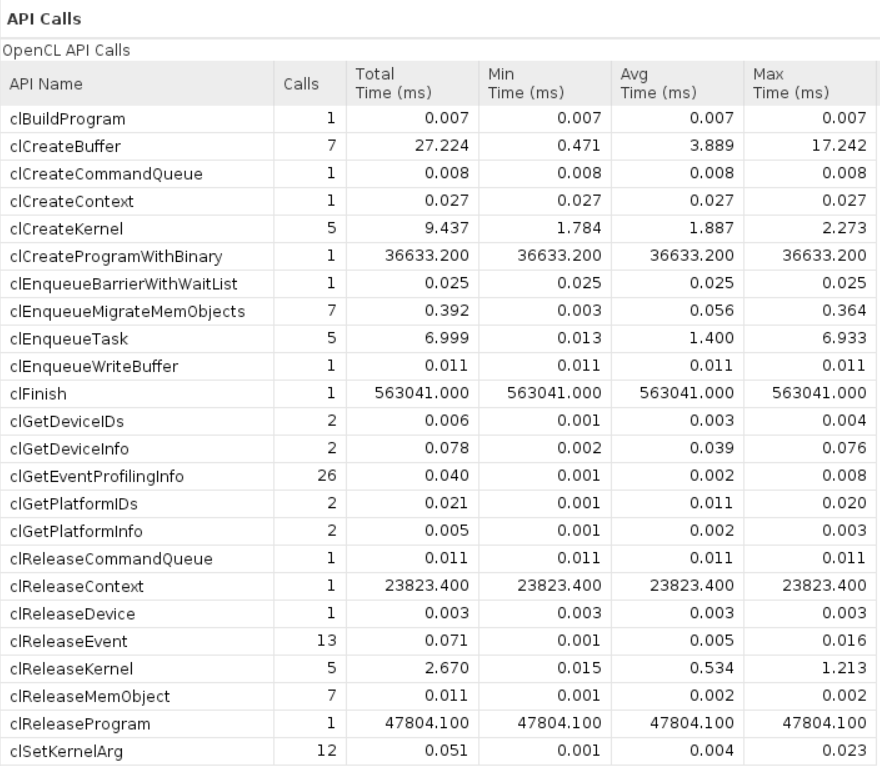 API Calls
OpenCL API Calls
API Name Calls Total Time (ms) Min Time (ms) Avg Time (ms) Max Time (ms)
clBuildProgram 1 0.007 0.007 0.007 0.007
clCreateBuffer 7 27.224 0.471 3.889 17.242
clCreateCommandQueue 1 0.008 0.008 0.008 0.008
clCreateContext 1 0.027 0.027 0.027 0.027
clCreateKernel 5 9.437 1.784 1.887 2.273
clCreateProgramWithBinary 1 36633.200 36633.200 36633.200 36633.200
clEnqueueBarrierWithWaitList 1 0.025 0.025 0.025 0.025
clEnqueueMigrateMemObjects 7 0.392 0.003 0.056 0.364
clEnqueueTask 5 6.999 0.013 1.400 6.933
clEnqueueWriteBuffer 1 0.011 0.011 0.011 0.011
clFinish 1 563041.000 563041.000 563041.000 563041.000
clGetDeviceIDs 2 0.006 0.001 0.003 0.004
clGetDeviceInfo 2 0.078 0.002 0.039 0.076
clGetEventProfilingInfo 26 0.040 0.001 0.002 0.008
clGetPlatformIDs 2 0.021 0.001 0.011 0.020
clGetPlatformInfo 2 0.005 0.001 0.002 0.003
clReleaseCommandQueue 1 0.011 0.011 0.011 0.011
clReleaseContext 1 23823.400 23823.400 23823.400 23823.400
clReleaseDevice 1 0.003 0.003 0.003 0.003
clReleaseEvent 13 0.071 0.001 0.005 0.016
clReleaseKernel 5 2.670 0.015 0.534 1.213
clReleaseMemObject 7 0.011 0.001 0.002 0.002
clReleaseProgram 1 47804.100 47804.100 47804.100 47804.100
clSetKernelArg 12 0.051 0.001 0.004 0.023